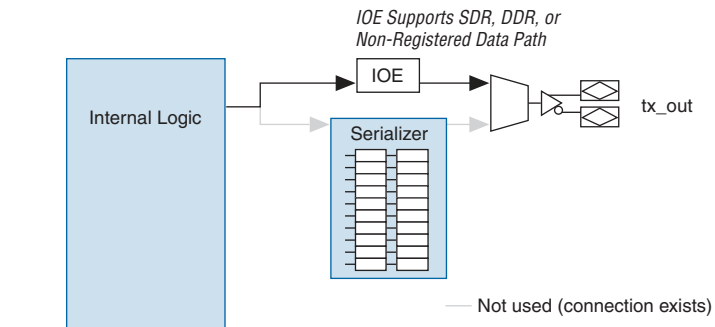 IOE Supports SDR, DDR, or
Non-Registered Data Path
IOE
Internal Logic
tx_out
Serializer
Not used (connection exists)